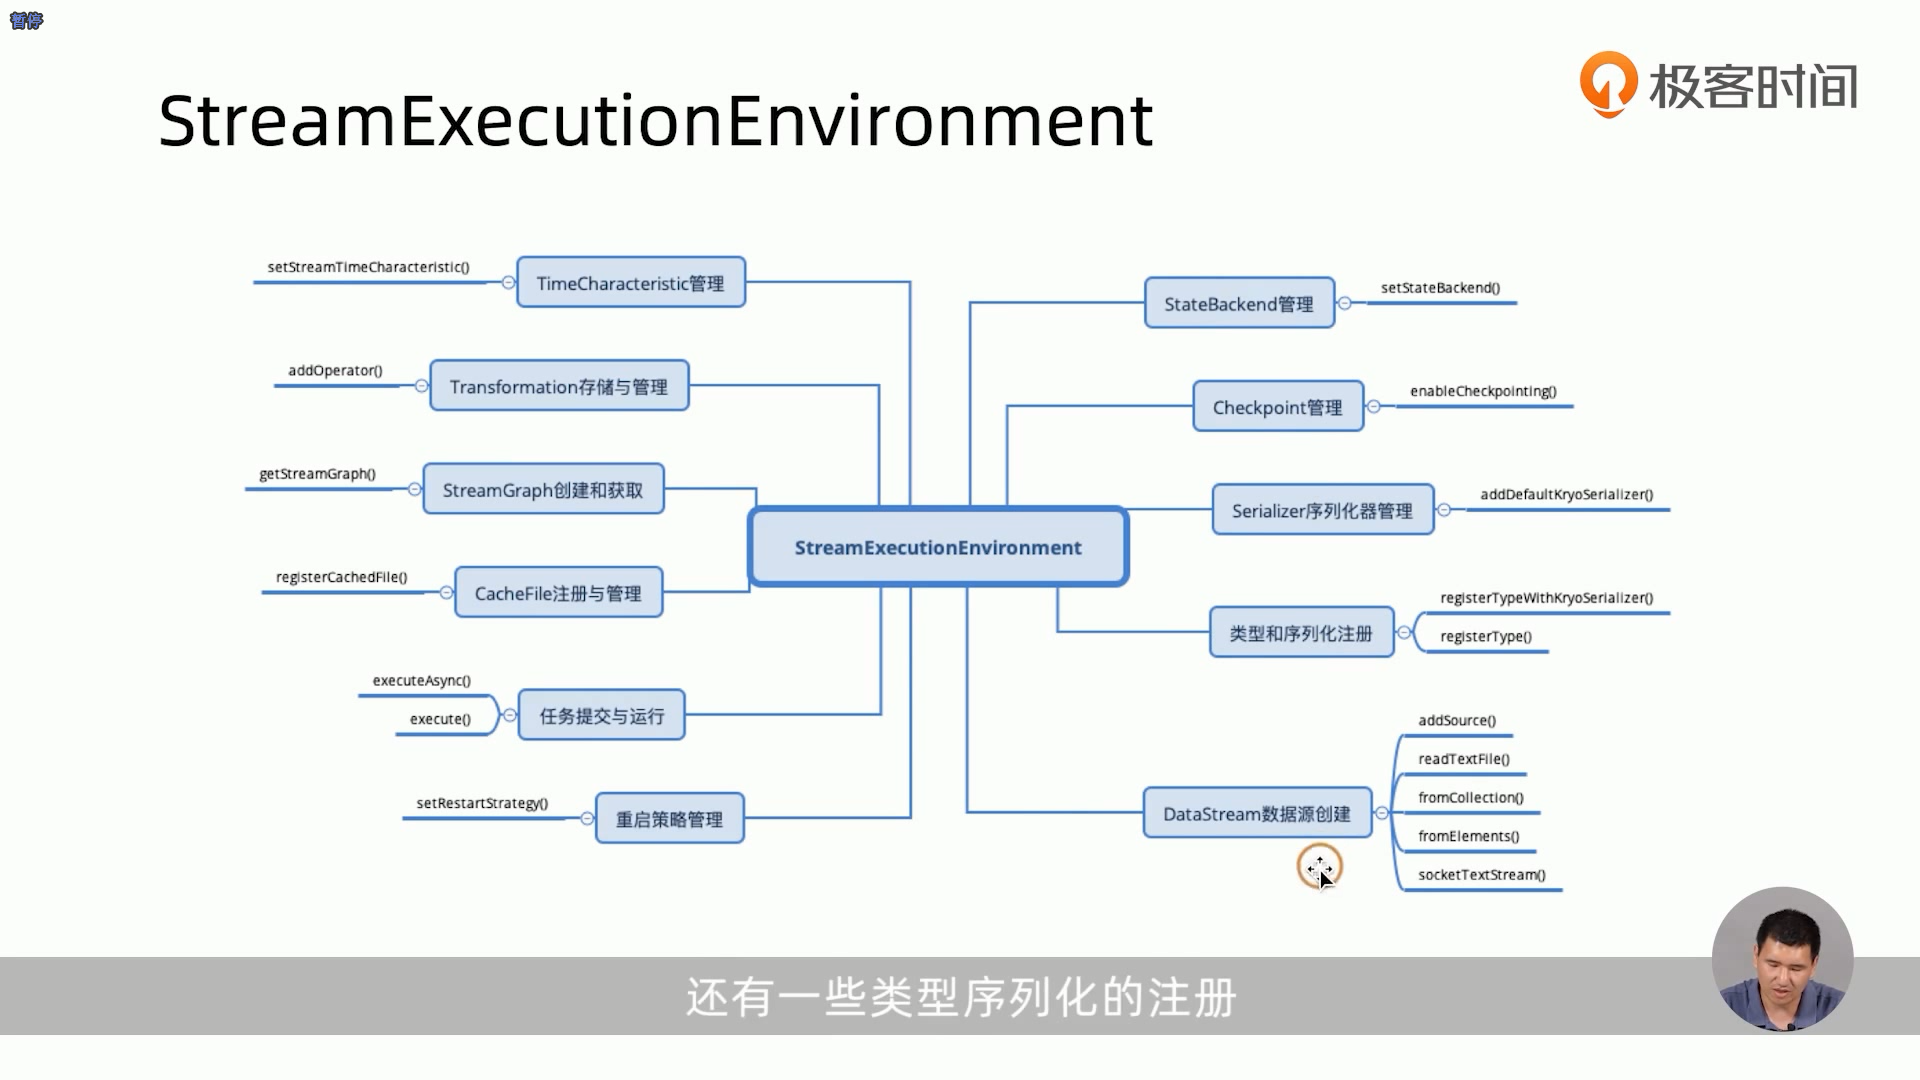 暂停
极客时间
StreamExecutionEnvironment
setStreamTimeCharacteristic()
TimeCharacteristic管理
addOperator()
Transformation存储与管理
getStreamGraph()
StreamGraph创建和获取
registerCachedFile()
CacheFile注册与管理
executeAsync()
execute()
任务提交与运行
setRestartStrategy()
重启策略管理
StreamExecutionEnvironment
StateBackend管理
setStateBackend()
Checkpoint管理
enableCheckpointing()
Serializer序列化器管理
addDefaultKryoSerializer()
类型和序列化注册
registerTypeWithKryoSerializer()
registerType()
DataStream数据源创建
addSource()
readTextFile()
fromCollection()
fromElements()
socketTextStream()
还有一些类型序列化的注册